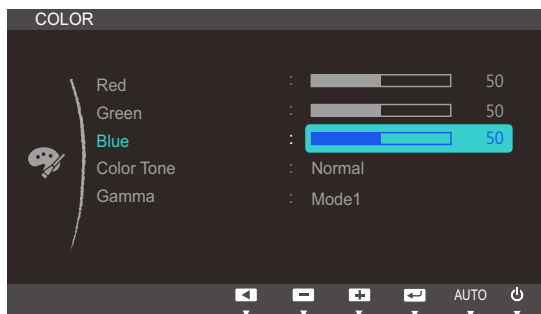 COLOR
Red : 50
Green : 50
Blue : 50
Color Tone : Normal
Gamma : Mode1
AUTO